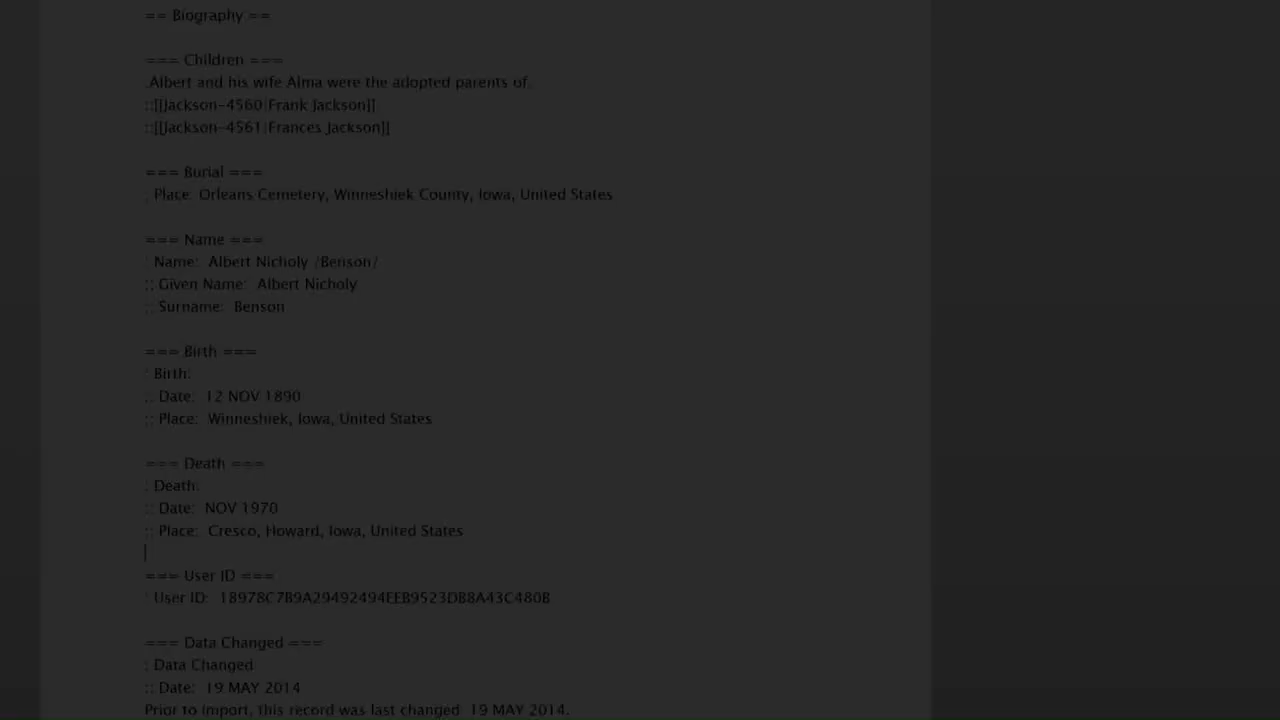 == Biography ==
=== Children ===
:Albert and his wife Alma were the adopted parents of:
::[[Jackson-4560|Frank Jackson]]
::[[Jackson-4561|Frances Jackson]]
=== Burial ===
: Place: Orleans Cemetery, Winneshiek County, Iowa, United States
=== Name ===
: Name:  Albert Nicholy /Benson/
:: Given Name:  Albert Nicholy
:: Surname:  Benson
=== Birth ===
: Birth:
:: Date:  12 NOV 1890
:: Place:  Winneshiek, Iowa, United States
=== Death ===
: Death:
:: Date:  NOV 1970
:: Place:  Cresco, Howard, Iowa, United States
=== User ID ===
: User ID:  18978C7B9A29492494EEB9523DB8A43C480B
=== Data Changed ===
: Data Changed
:: Date:  19 MAY 2014
Prior to import, this record was last changed  19 MAY 2014.